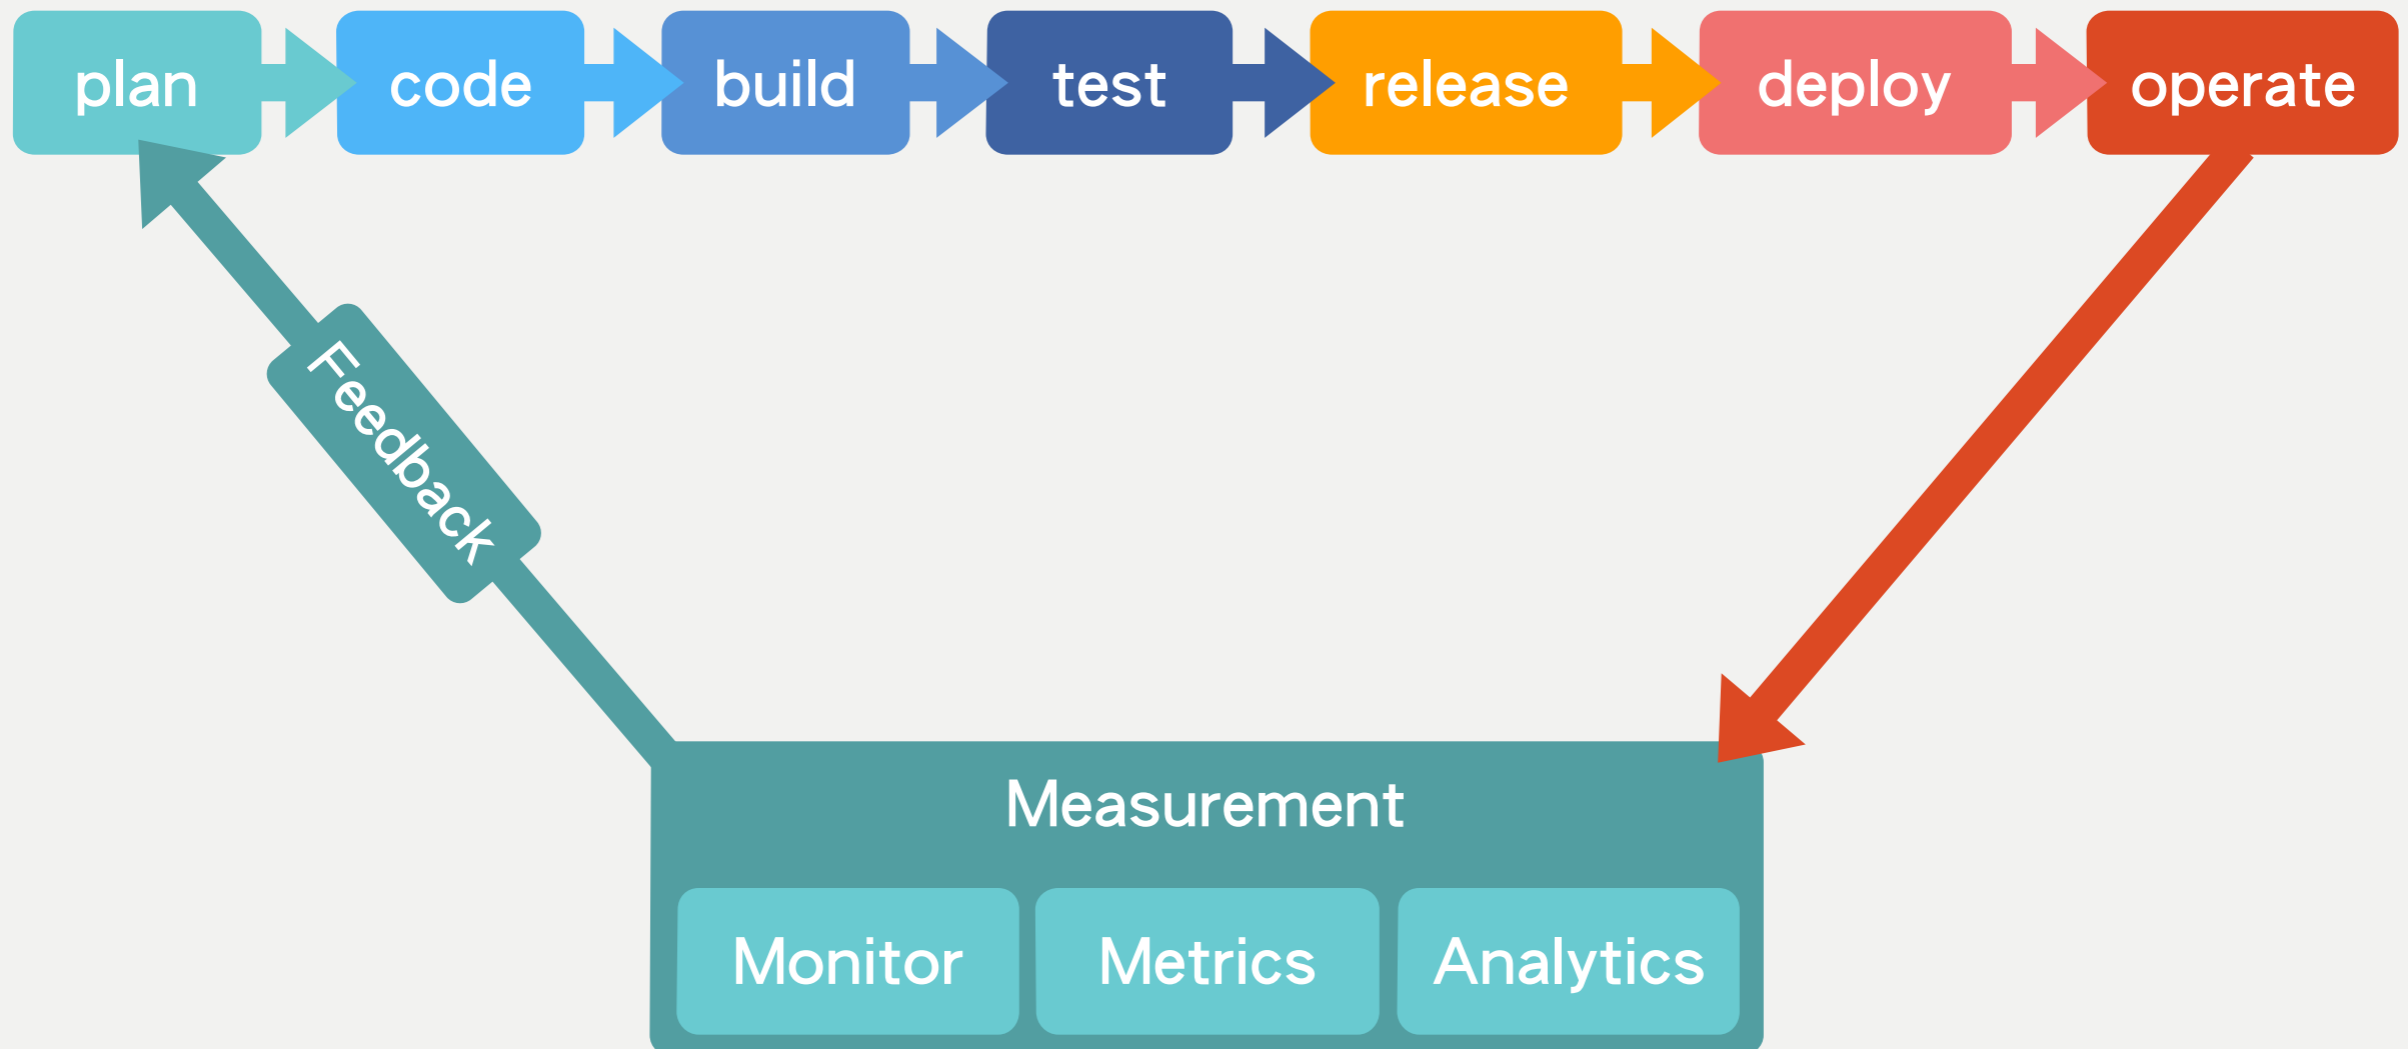 plan
code
build
test
release
deploy
operate
Feedback
Measurement
Monitor
Metrics
Analytics